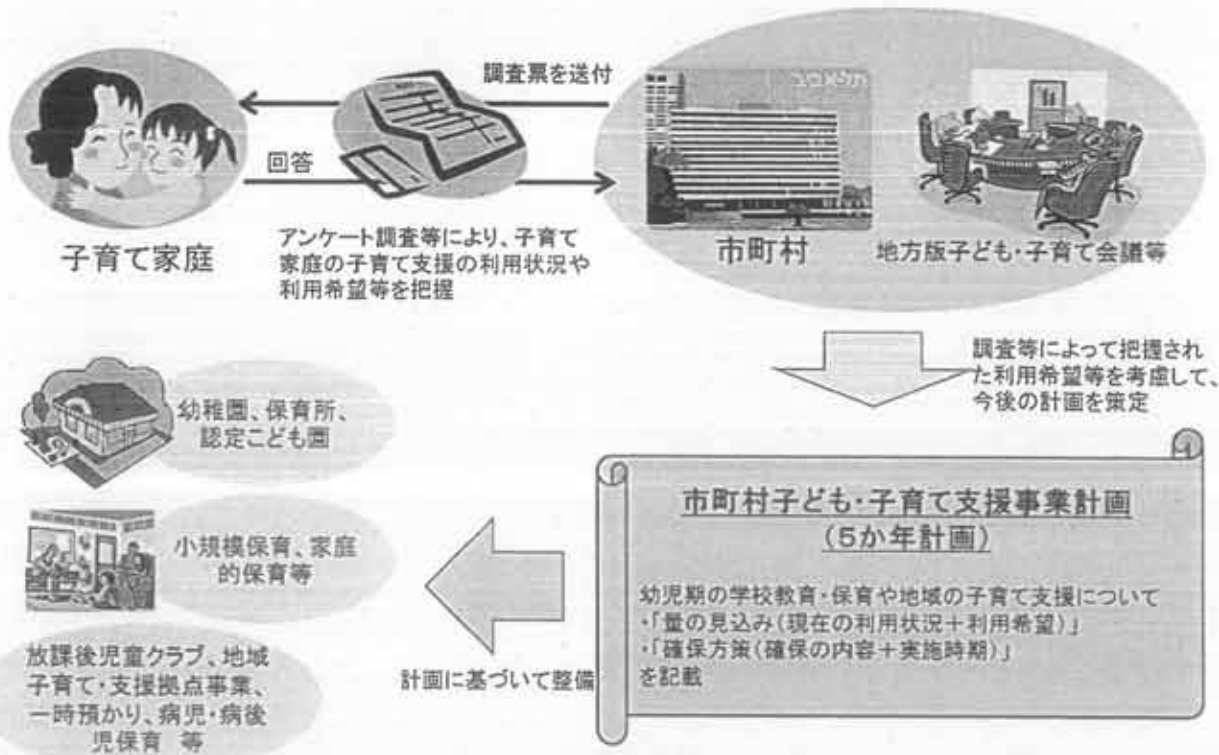 調査票を送付
回答
子育て家庭
アンケート調査等により、子育て
家庭の子育て支援の利用状況や
利用希望等を把握
תל-אביב
市町村
地方版子ども・子育て会議等
調査等によって把握され
た利用希望等を考慮して、
今後の計画を策定
市町村子ども・子育て支援事業計画
(5か年計画)
幼児期の学校教育・保育や地域の子育て支援について
・「量の見込み(現在の利用状況+利用希望)」
・「確保方策(確保の内容+実施時期)」
を記載
計画に基づいて整備
幼稚園、保育所、
認定こども園
小規模保育、家庭
的保育等
放課後児童クラブ、地域
子育て・支援拠点事業、
一時預かり、病児・病後
児保育 等